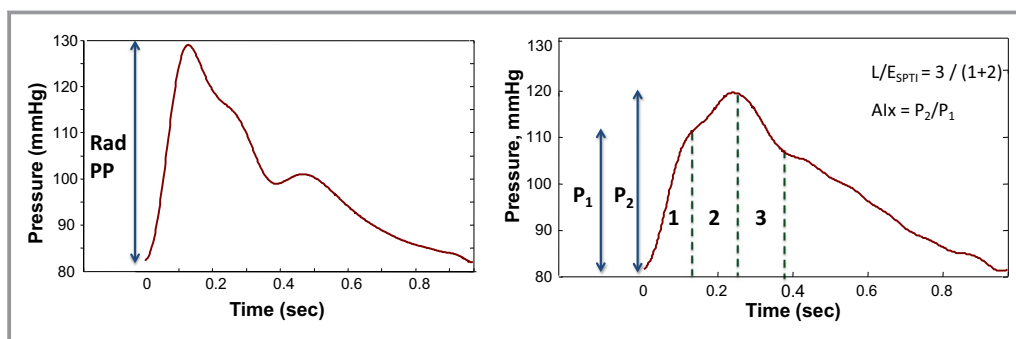 130
120
110
100
90
80
Pressure (mmHg)
Rad
PP
0
0.2
0.4
0.6
0.8
Time (sec)
130
120
110
100
90
80
Pressure, mmHg)
P₁
P₂
1
2
3
L/E_SPTI = 3 / (1+2)
AIx = P₂/P₁
0
0.2
0.4
0.6
0.8
Time (sec)